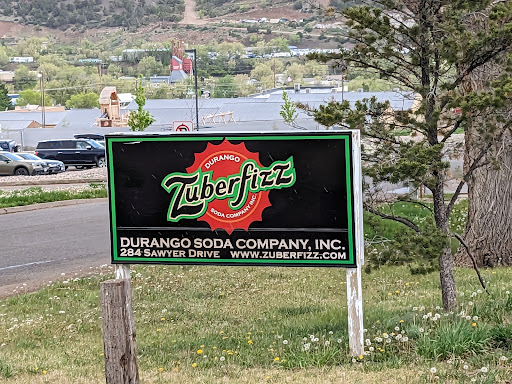 DURANGO
Zuberfizz
SODA COMPANY INC
DURANGO SODA COMPANY, INC.
284 SAWYER DRIVE WWW.ZUBERFIZZ.COM